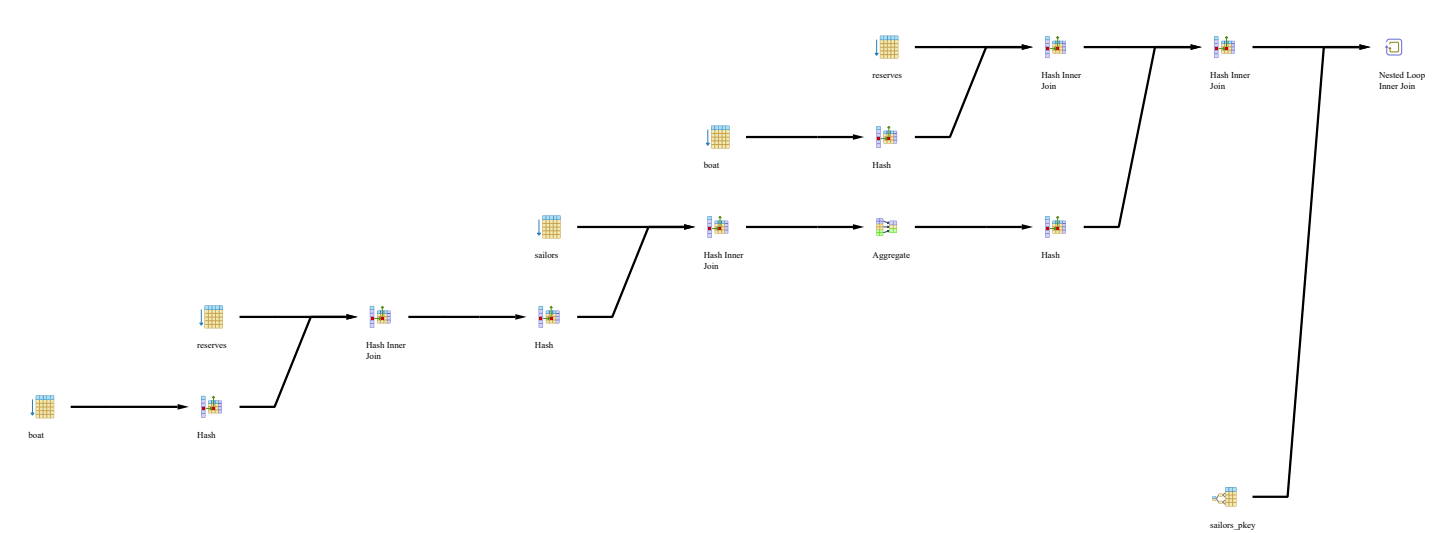 reserves
Hash Inner
Join
Hash Inner
Join
Nested Loop
Inner Join
boat
Hash
sailors
Hash Inner
Join
Aggregate
Hash
reserves
Hash Inner
Join
Hash
boat
Hash
sailors_pkey